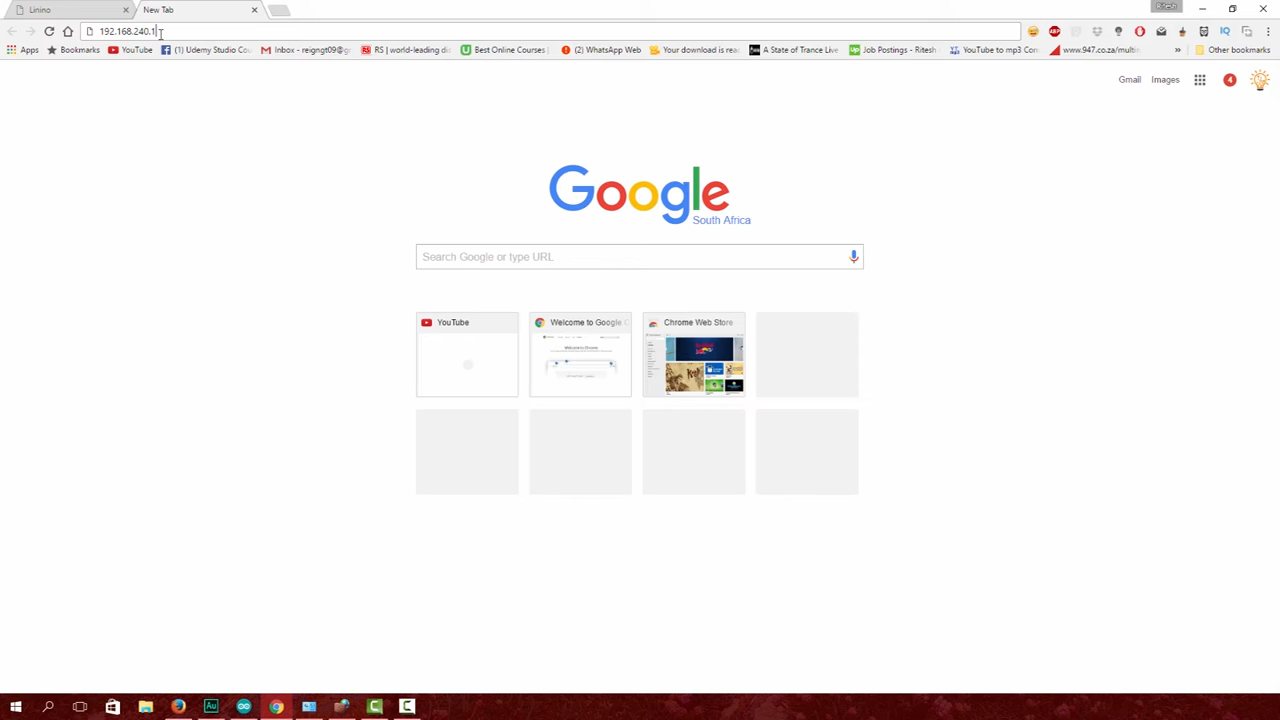 Linino
New Tab
Ritesh
192.168.240.1
Apps
Bookmarks
YouTube
(1) Udemy Studio Co
Inbox - reigngt09@g
RS | world-leading di
Best Online Courses |
(2) WhatsApp Web
Your download is rea
A State of Trance Live
Job Postings - Ritesh
YouTube to mp3 Con
www.947.co.za/multi
»
Other bookmarks
Gmail
Images
4
Google
South Africa
Search Google or type URL
YouTube
Welcome to Google C
Chrome Web Store